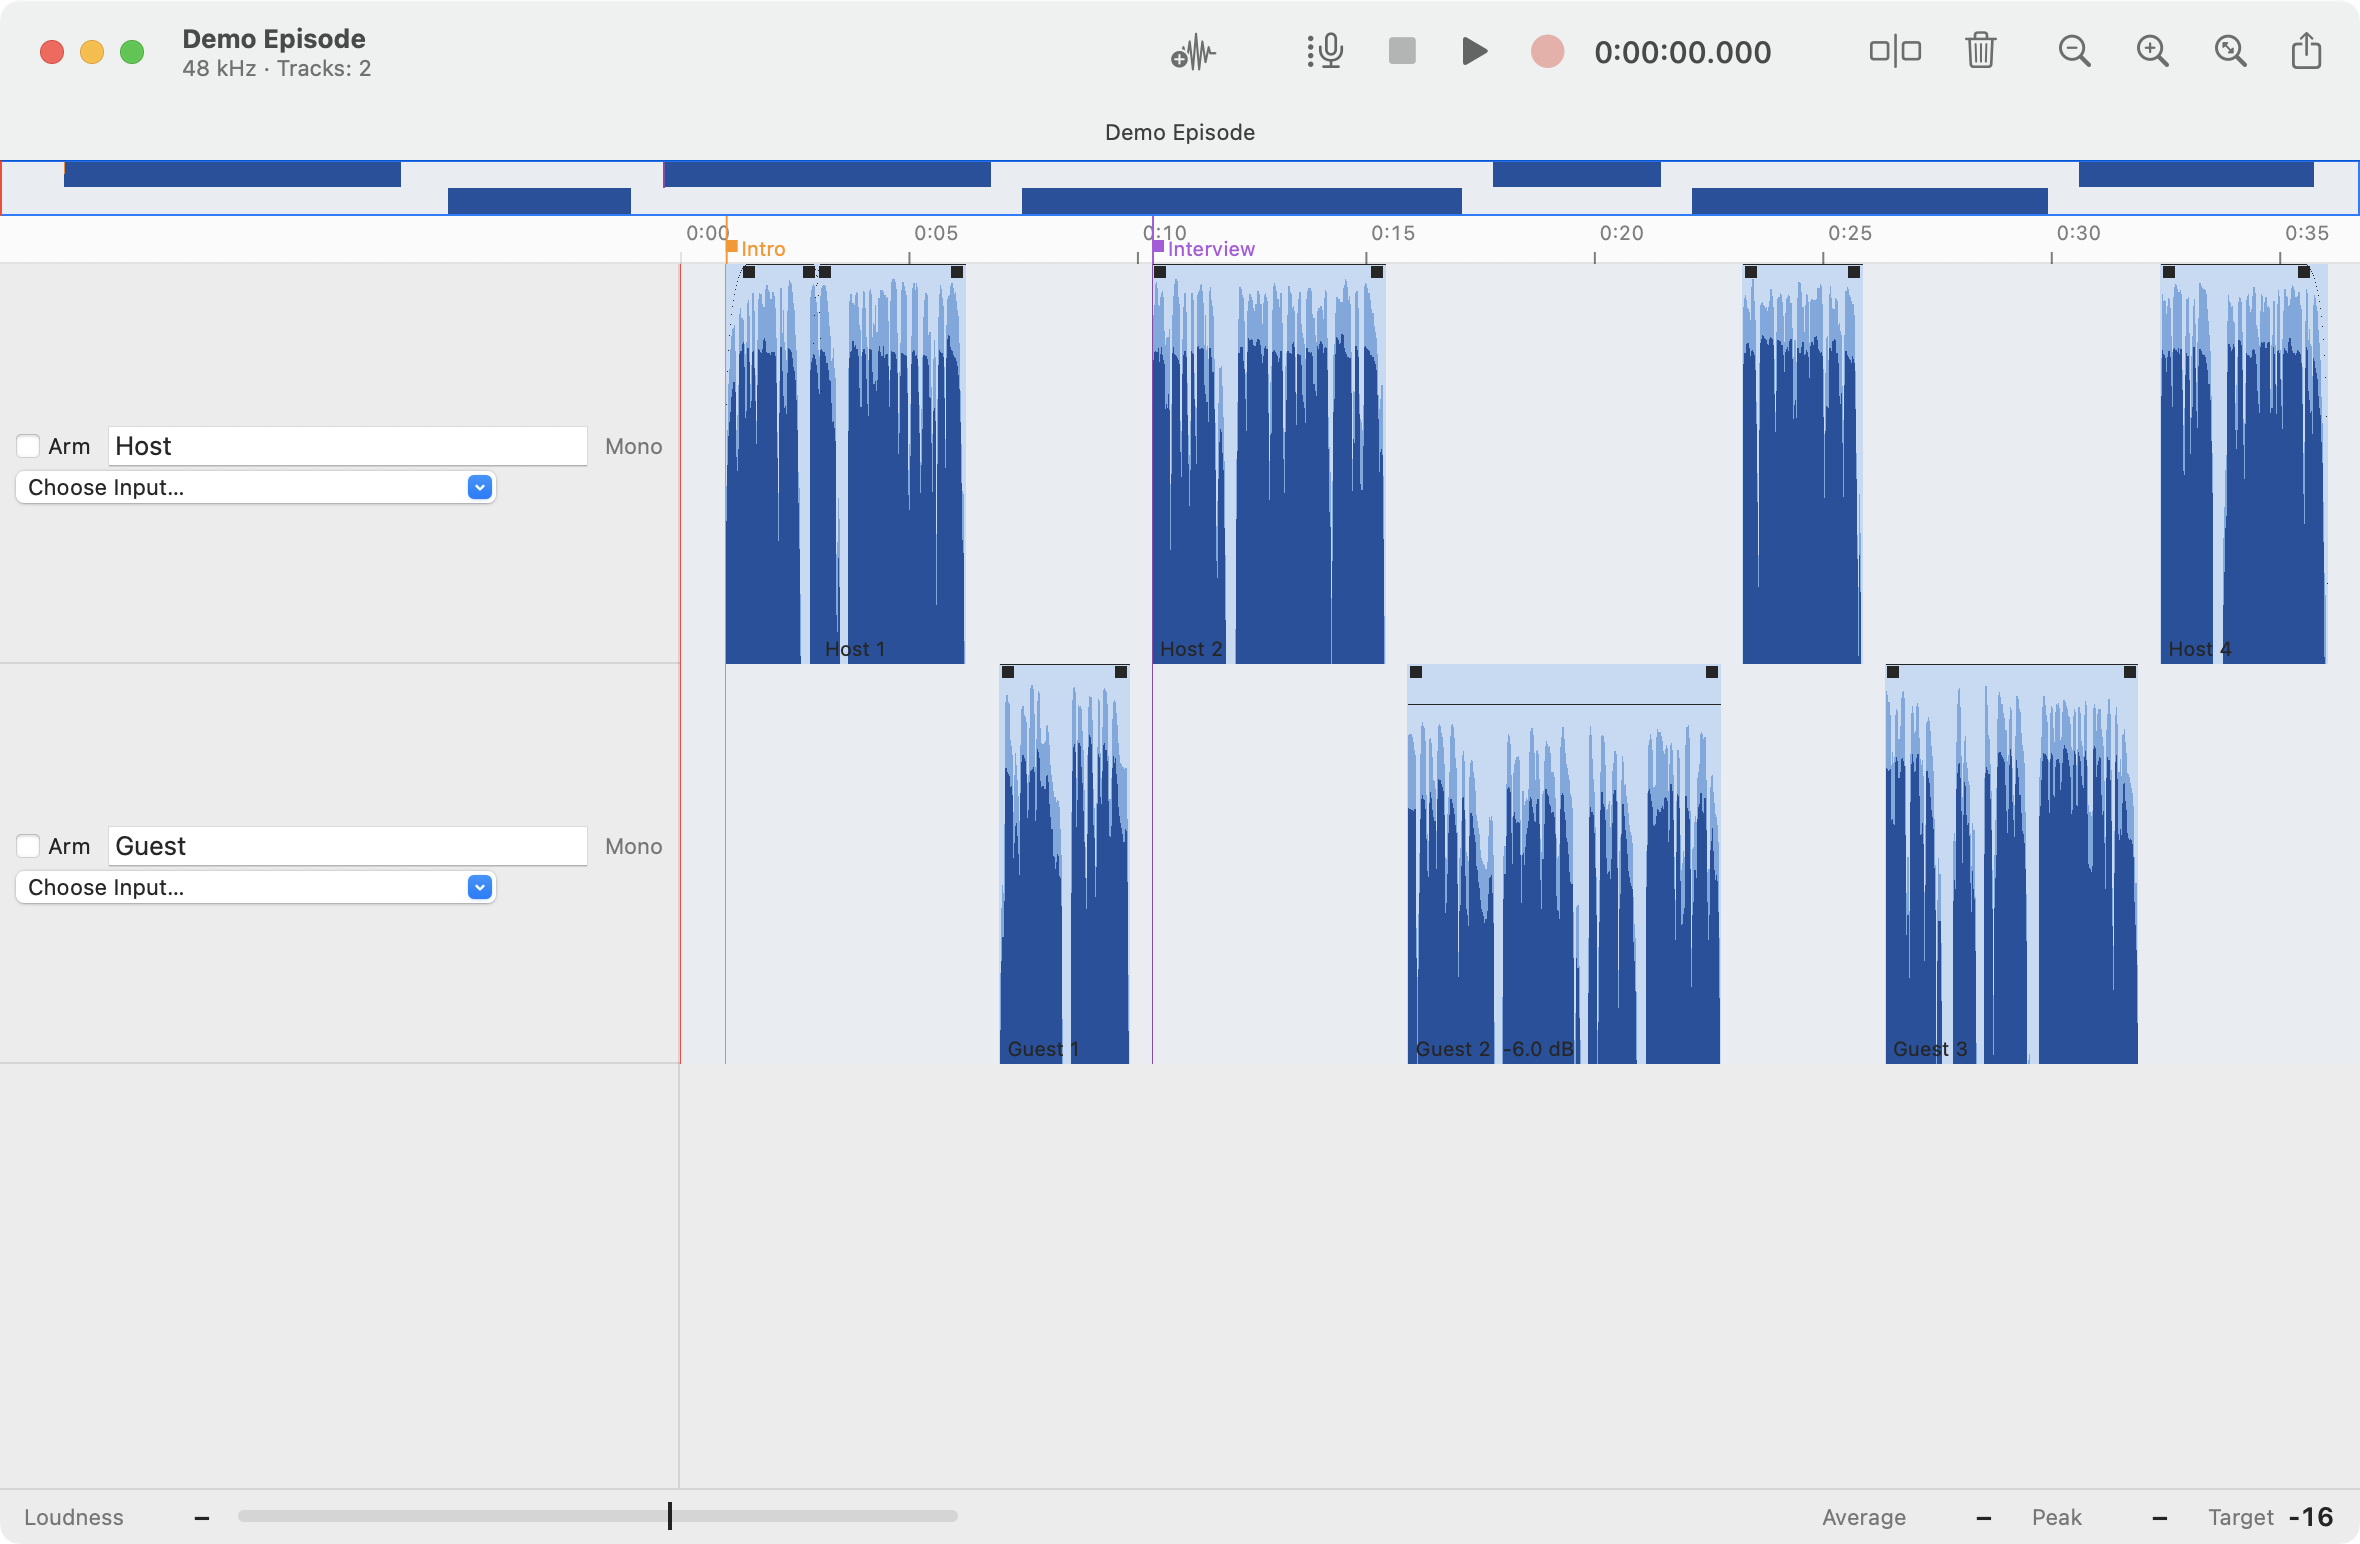 Demo Episode
48 kHz · Tracks: 2
0:00:00.000
Demo Episode
0:00 0:05 0:10 0:15 0:20 0:25 0:30 0:35
Intro Interview
Arm Host Mono
Choose Input...
Host 1 Host 2 Host 4
Arm Guest Mono
Choose Input...
Guest 1 Guest 2 -6.0 dB Guest 3
Loudness – Average – Peak – Target -16